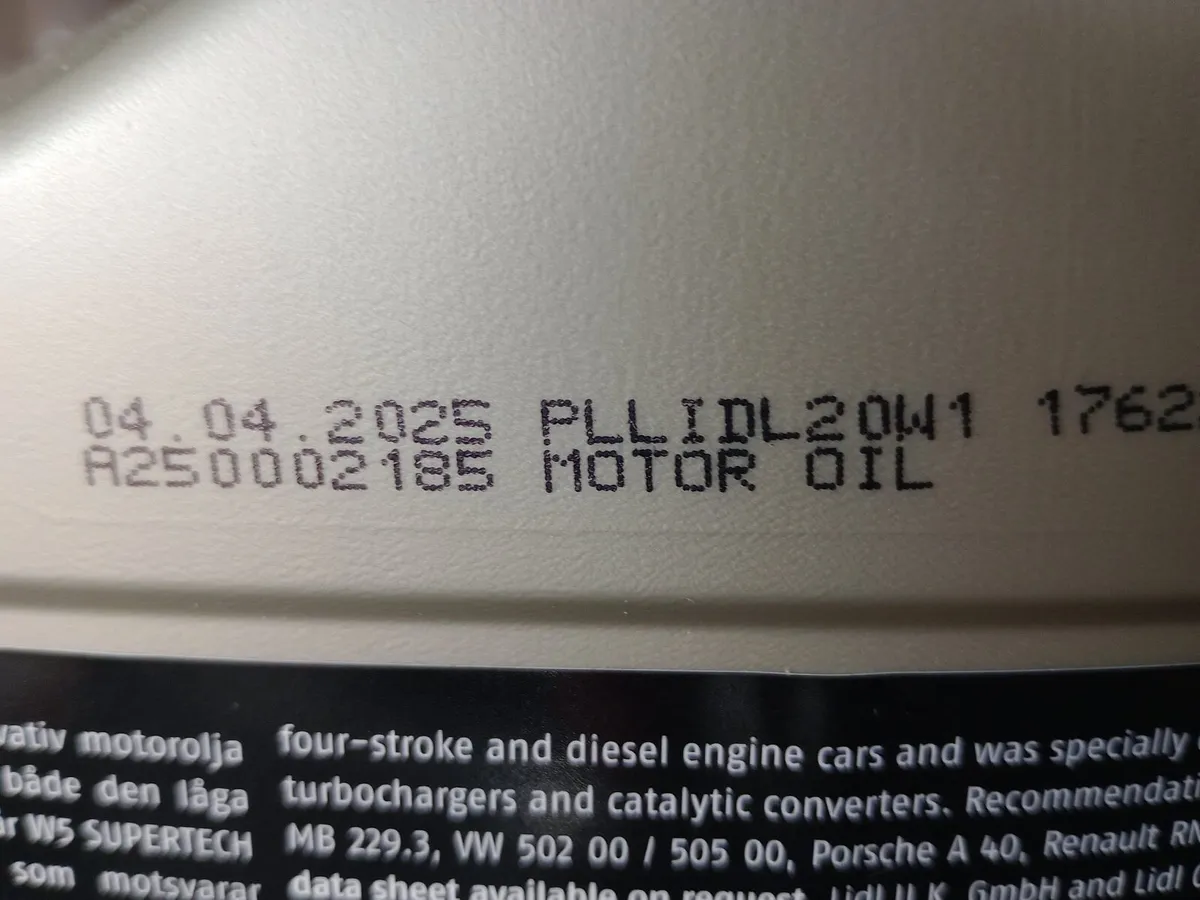 04.04.2025 PLLIDL20W1 1762
A250002185 MOTOR OIL
motorolja
både den låga
W5 SUPERTECH
som motsvarar
four-stroke and diesel engine cars and was specially
turbochargers and catalytic converters.
MB 229.3, VW 502 00 / 505 00, Porsche A 40, Renault
data sheet available on request. Lidl U.K. GmbH and Lidl